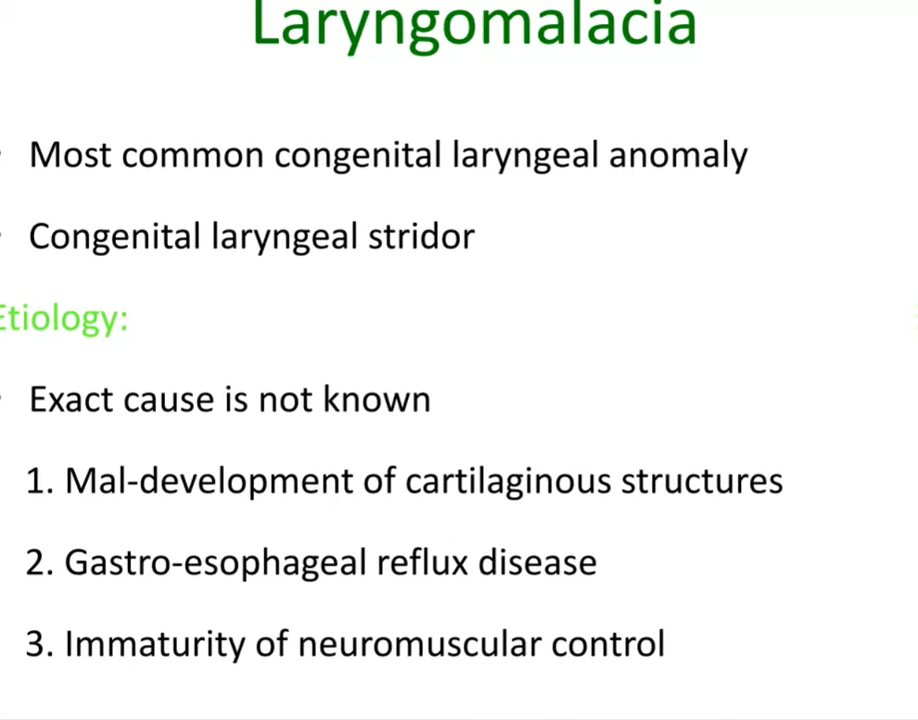 Laryngomalacia
• Most common congenital laryngeal anomaly
• Congenital laryngeal stridor
Etiology:
• Exact cause is not known
1. Mal-development of cartilaginous structures
2. Gastro-esophageal reflux disease
3. Immaturity of neuromuscular control